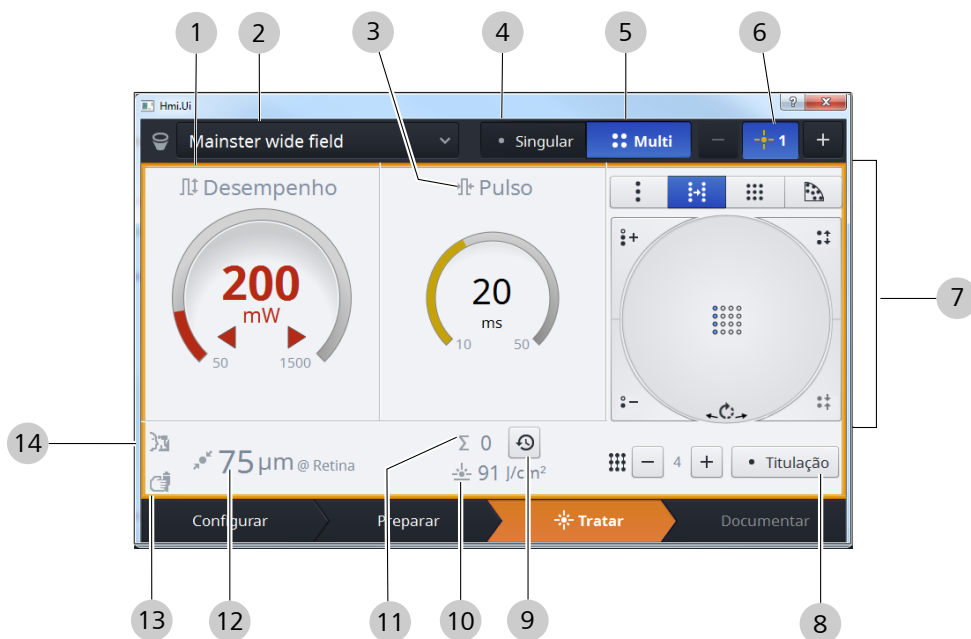 1
2
3
4
5
6
Hmi.Ui
?
x
Mainster wide field
Singular
Multi
−
1
+
Desempenho
Pulso
200
mW
50
1500
20
ms
10
50
+
−
7
14
75 µm @ Retina
Σ 0
91 J/cm²
−
4
+
• Titulação
Configurar
Preparar
Tratar
Documentar
13
12
11
10
9
8